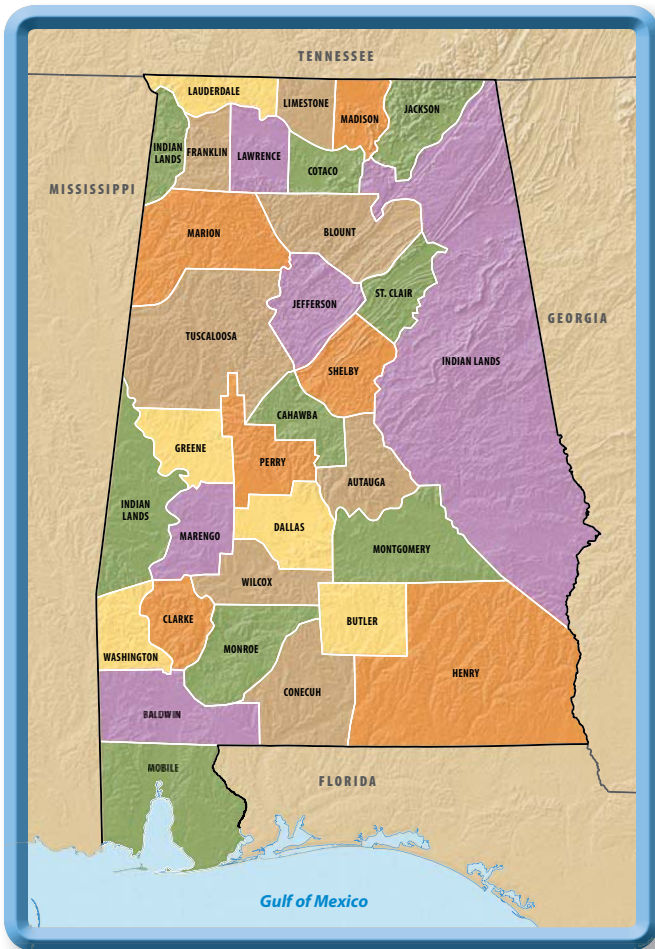 TENNESSEE
LAUDERDALE
LIMESTONE
MADISON
JACKSON
INDIAN
LANDS
FRANKLIN
LAWRENCE
COTACO
MISSISSIPPI
MARION
BLOUNT
JEFFERSON
ST. CLAIR
GEORGIA
TUSCALOOSA
INDIAN LANDS
SHELBY
CAHAWBA
GREENE
PERRY
AUTAUGA
INDIAN
LANDS
DALLAS
MARENGO
MONTGOMERY
WILCOX
CLARKE
BUTLER
MONROE
WASHINGTON
HENRY
CONECUH
BALDWIN
MOBILE
FLORIDA
Gulf of Mexico